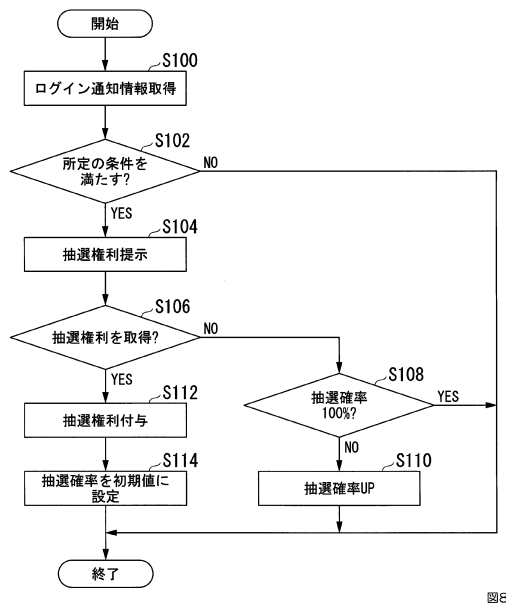 開始
S100
ログイン通知情報取得
S102
所定の条件を
満たす?
NO
YES
S104
抽選権利提示
S106
抽選権利を取得?
NO
YES
S108
抽選確率
100%?
YES
NO
S112
抽選権利付与
S110
抽選確率UP
S114
抽選確率を初期値に
設定
終了
図8